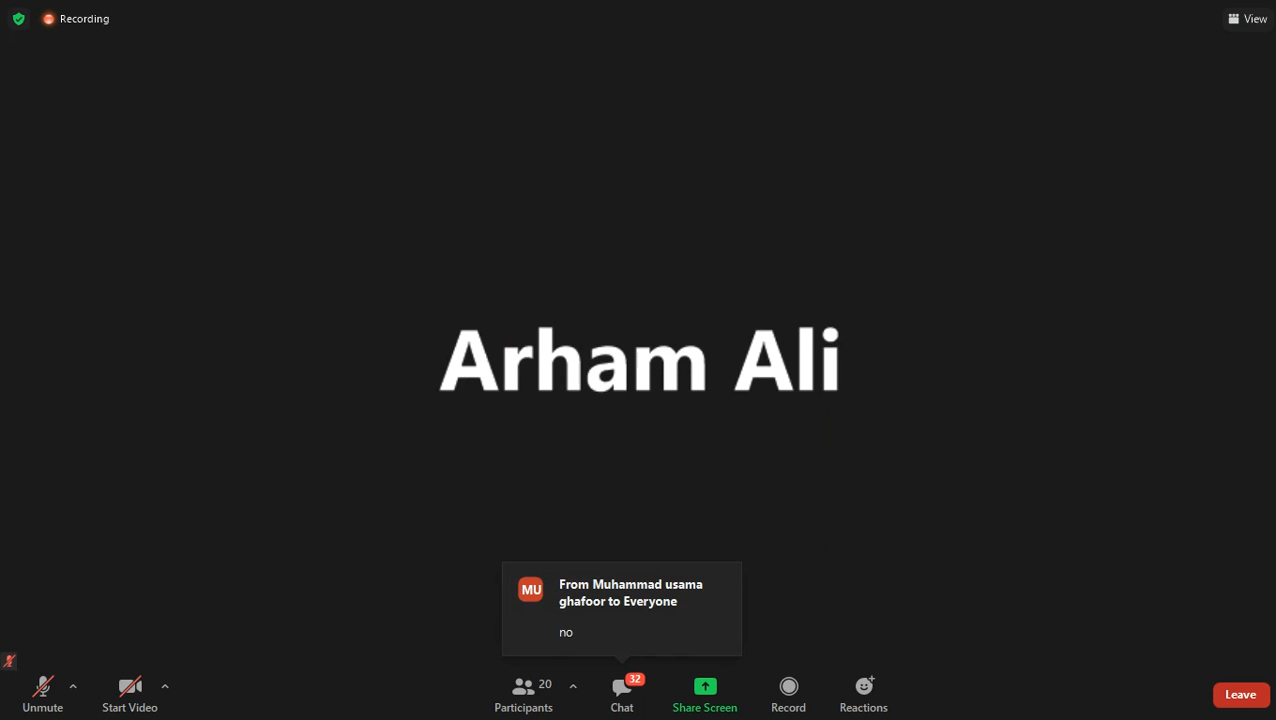 Recording
View
Arham Ali
MU
From Muhammad usama
ghafoor to Everyone
no
20
32
Unmute
Start Video
Participants
Chat
Share Screen
Record
Reactions
Leave